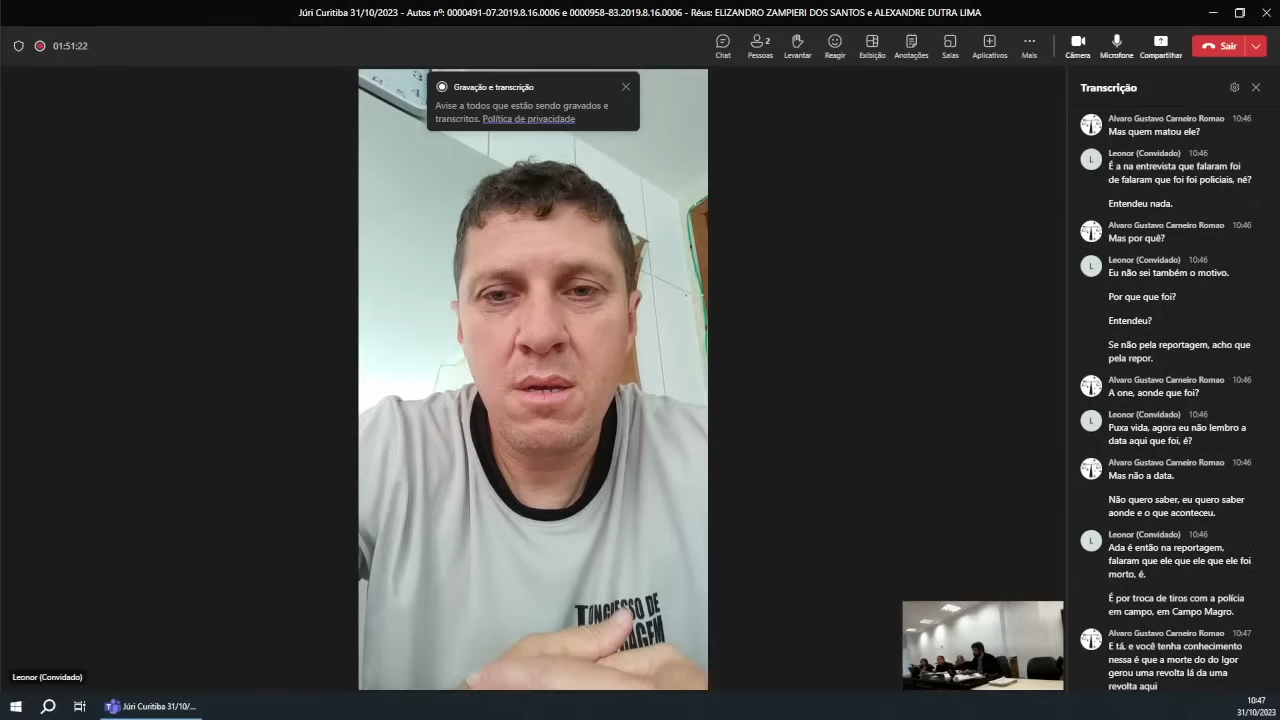 Júri Curitiba 31/10/2023 - Autos nº: 0000491-07.2019.8.16.0006 e 0000958-83.2019.8.16.0006 - Réus: ELIZANDRO ZAMPIERI DOS SANTOS e ALEXANDRE DUTRA LIMA
01:51:22
Chat
Pessoas 2
Levantar
Reagir
Exibição
Anotações
Salas
Aplicativos
Mais
Câmera
Microfone
Compartilhar
Sair
Gravação e transcrição
Avise a todos que estão sendo gravados e
transcritos. Política de privacidade
DE
Leonor (Convidado)
Transcrição
Alvaro Gustavo Carneiro Romao 10:46
Mas quem matou ele?
L
Leonor (Convidado) 10:46
É a na entrevista que falaram foi
de falaram que foi foi policiais, né?
Entendeu nada.
Alvaro Gustavo Carneiro Romao 10:46
Mas por quê?
L
Leonor (Convidado) 10:46
Eu não sei também o motivo.
Por que que foi?
Entendeu?
Se não pela reportagem, acho que
pela repor.
Alvaro Gustavo Carneiro Romao 10:46
A one, aonde que foi?
L
Leonor (Convidado) 10:46
Puxa vida, agora eu não lembro a
data aqui que foi, é?
Alvaro Gustavo Carneiro Romao 10:46
Mas não a data.
Não quero saber, eu quero saber
aonde e o que aconteceu.
L
Leonor (Convidado) 10:46
Ada é então na reportagem,
falaram que ele que ele que ele foi
morto, é.
É por troca de tiros com a polícia
em campo, em Campo Magro.
Alvaro Gustavo Carneiro Romao 10:47
E tá, e você tenha conhecimento
nessa é que a morte do do Igor
gerou uma revolta lá da uma
revolta aqui
Júri Curitiba 31/10/...
10:47
31/10/2023